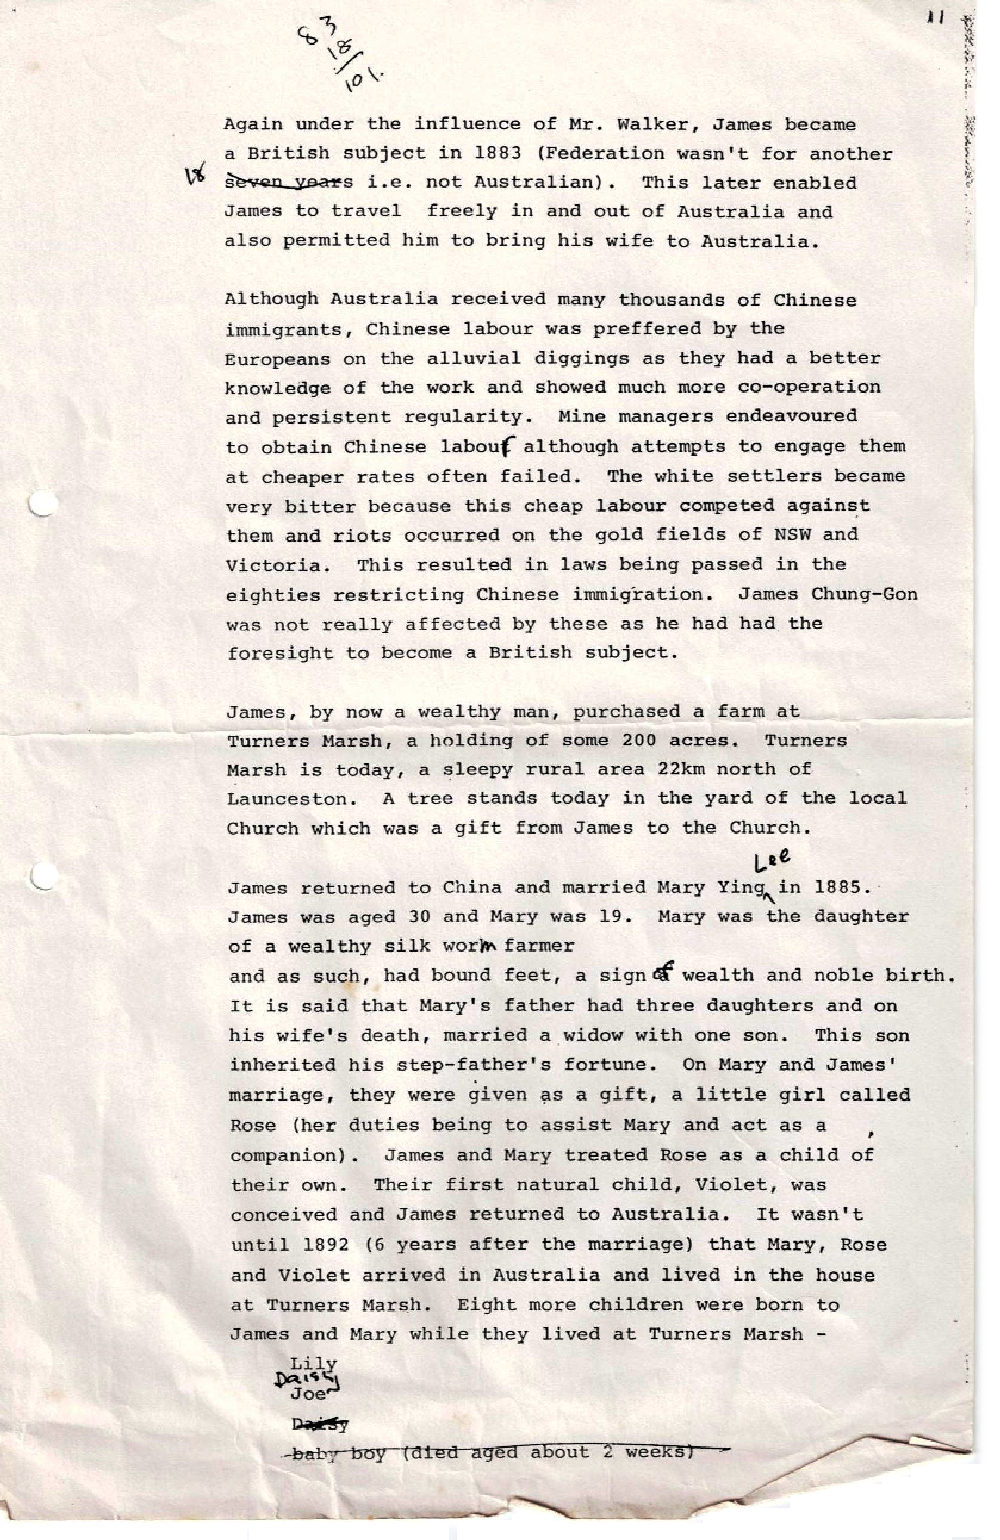 11
83
18/
101
Again under the influence of Mr. Walker, James became
a British subject in 1883 (Federation wasn't for another
18 seven years i.e. not Australian). This later enabled
James to travel freely in and out of Australia and
also permitted him to bring his wife to Australia.
Although Australia received many thousands of Chinese
immigrants, Chinese labour was preffered by the
Europeans on the alluvial diggings as they had a better
knowledge of the work and showed much more co-operation
and persistent regularity. Mine managers endeavoured
to obtain Chinese labour although attempts to engage them
at cheaper rates often failed. The white settlers became
very bitter because this cheap labour competed against
them and riots occurred on the gold fields of NSW and
Victoria. This resulted in laws being passed in the
eighties restricting Chinese immigration. James Chung-Gon
was not really affected by these as he had had the
foresight to become a British subject.
James, by now a wealthy man, purchased a farm at
Turners Marsh, a holding of some 200 acres. Turners
Marsh is today, a sleepy rural area 22km north of
Launceston. A tree stands today in the yard of the local
Church which was a gift from James to the Church.
Lee
James returned to China and married Mary Ying in 1885.
James was aged 30 and Mary was 19. Mary was the daughter
of a wealthy silk worm farmer
and as such, had bound feet, a sign of wealth and noble birth.
It is said that Mary's father had three daughters and on
his wife's death, married a widow with one son. This son
inherited his step-father's fortune. On Mary and James'
marriage, they were given as a gift, a little girl called
Rose (her duties being to assist Mary and act as a
companion). James and Mary treated Rose as a child of
their own. Their first natural child, Violet, was
conceived and James returned to Australia. It wasn't
until 1892 (6 years after the marriage) that Mary, Rose
and Violet arrived in Australia and lived in the house
at Turners Marsh. Eight more children were born to
James and Mary while they lived at Turners Marsh -
Lily
Daisy
Joe
Daisy
baby boy (died aged about 2 weeks)